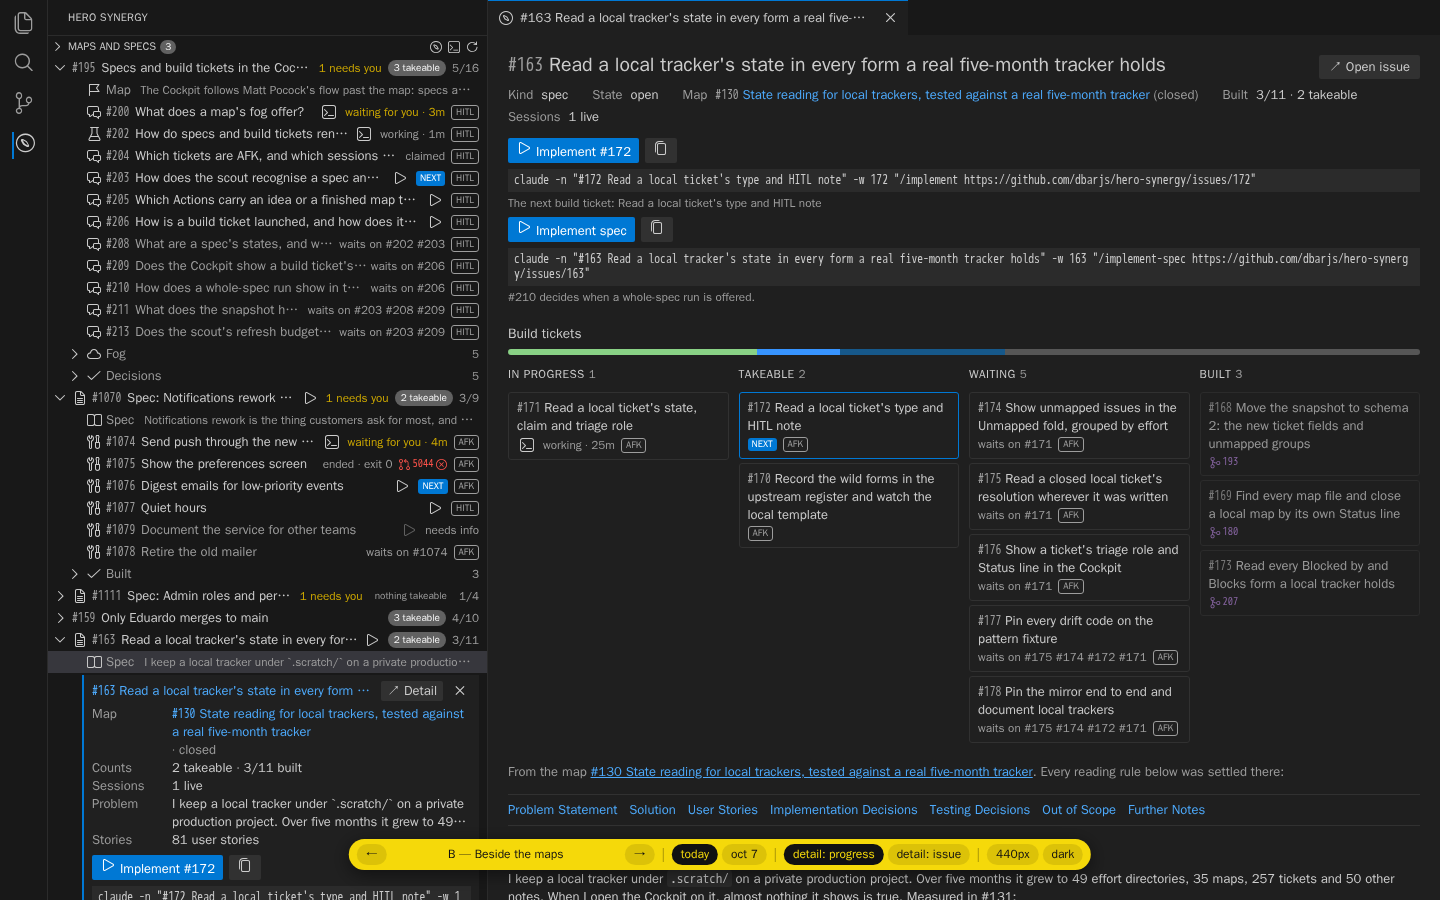 HERO SYNERGY
MAPS AND SPECS 3
#195 Specs and build tickets in the Coc··· 1 needs you 3 takeable 5/16
Map The Cockpit follows Matt Pocock's flow past the map: specs a···
#200 What does a map's fog offer? waiting for you · 3m HITL
#202 How do specs and build tickets ren··· working · 1m HITL
#204 Which tickets are AFK, and which sessions ··· claimed HITL
#203 How does the scout recognise a spec an··· NEXT HITL
#205 Which Actions carry an idea or a finished map t··· HITL
#206 How is a build ticket launched, and how does it··· HITL
#208 What are a spec's states, and w··· waits on #202 #203 HITL
#209 Does the Cockpit show a build ticket's··· waits on #206 HITL
#210 How does a whole-spec run show in t··· waits on #206 HITL
#211 What does the snapshot h··· waits on #203 #208 #209 HITL
#213 Does the scout's refresh budget··· waits on #203 #209 HITL
Fog 5
Decisions 5
#1070 Spec: Notifications rework ··· 1 needs you 2 takeable 3/9
Spec Notifications rework is the thing customers ask for most, and ···
#1074 Send push through the new ··· waiting for you · 4m AFK
#1075 Show the preferences screen ended · exit 0 5044 AFK
#1076 Digest emails for low-priority events NEXT AFK
#1077 Quiet hours HITL
#1079 Document the service for other teams needs info
#1078 Retire the old mailer waits on #1074 AFK
Built 3
#1111 Spec: Admin roles and per··· 1 needs you nothing takeable 1/4
#159 Only Eduardo merges to main 3 takeable 4/10
#163 Read a local tracker's state in every for··· 2 takeable 3/11
Spec I keep a local tracker under `.scratch/` on a private productio···
#163 Read a local tracker's state in every form ··· ↗ Detail ×
Map #130 State reading for local trackers, tested against a real five-month tracker
· closed
Counts 2 takeable · 3/11 built
Sessions 1 live
Problem I keep a local tracker under `.scratch/` on a private production project. Over five months it grew to 49···
Stories 81 user stories
Implement #172
claude -n "#172 Read a local ticket's type and HITL note" -w 1
#163 Read a local tracker's state in every form a real five-··· ×
#163 Read a local tracker's state in every form a real five-month tracker holds
↗ Open issue
Kind spec State open Map #130 State reading for local trackers, tested against a real five-month tracker (closed) Built 3/11 · 2 takeable
Sessions 1 live
Implement #172
claude -n "#172 Read a local ticket's type and HITL note" -w 172 "/implement https://github.com/dbarjs/hero-synergy/issues/172"
The next build ticket: Read a local ticket's type and HITL note
Implement spec
claude -n "#163 Read a local tracker's state in every form a real five-month tracker holds" -w 163 "/implement-spec https://github.com/dbarjs/hero-synerg
y/issues/163"
#210 decides when a whole-spec run is offered.
Build tickets
IN PROGRESS 1
#171 Read a local ticket's state,
claim and triage role
working · 25m AFK
TAKEABLE 2
#172 Read a local ticket's type and
HITL note
NEXT AFK
#170 Record the wild forms in the
upstream register and watch the
local template
AFK
WAITING 5
#174 Show unmapped issues in the
Unmapped fold, grouped by effort
waits on #171 AFK
#175 Read a closed local ticket's
resolution wherever it was written
waits on #171 AFK
#176 Show a ticket's triage role and
Status line in the Cockpit
waits on #171 AFK
#177 Pin every drift code on the
pattern fixture
waits on #175 #174 #172 #171 AFK
#178 Pin the mirror end to end and
document local trackers
waits on #175 #174 #172 #171 AFK
BUILT 3
#168 Move the snapshot to schema
2: the new ticket fields and
unmapped groups
193
#169 Find every map file and close
a local map by its own Status line
180
#173 Read every Blocked by and
Blocks form a local tracker holds
207
From the map #130 State reading for local trackers, tested against a real five-month tracker. Every reading rule below was settled there:
Problem Statement Solution User Stories Implementation Decisions Testing Decisions Out of Scope Further Notes
← B — Beside the maps → | today oct 7 | detail: progress detail: issue | 440px dark
I keep a local tracker under .scratch/ on a private production project. Over five months it grew to 49 effort directories, 35 maps, 257 tickets and 50 other
notes. When I open the Cockpit on it, almost nothing it shows is true. Measured in #131: